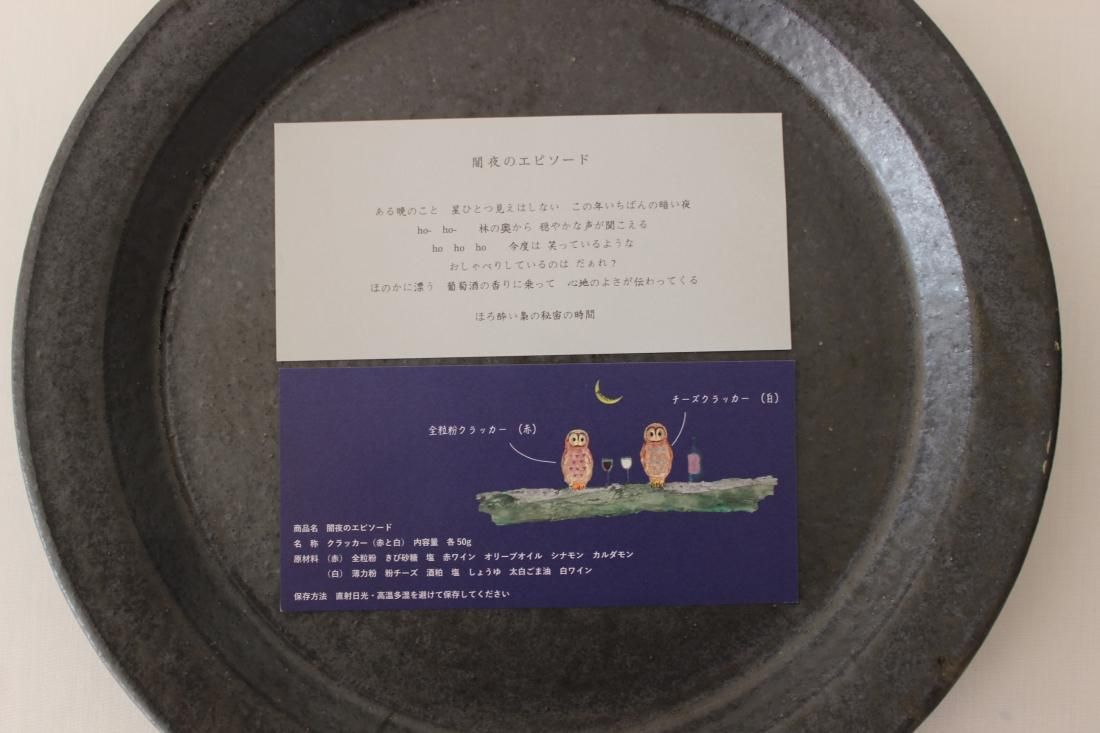 闇夜のエピソード
ある晩のこと　星ひとつ見えはしない　この年いちばんの暗い夜
ho-　ho-　　林の奥から 穏やかな声が聞こえる
ho　ho　ho　　今度は 笑っているような
おしゃべりしているのは だぁれ？
ほのかに漂う　葡萄酒の香りに乗って　心地のよさが伝わってくる
ほろ酔い梟の秘密の時間
チーズクラッカー　（白）
全粒粉クラッカー　（赤）
商品名　闇夜のエピソード
名　称　クラッカー（赤と白）　内容量　各50g
原材料　（赤）　全粒粉　きび砂糖　塩　赤ワイン　オリーブオイル　シナモン　カルダモン
（白）　薄力粉　粉チーズ　酒粕　塩　しょうゆ　太白ごま油　白ワイン
保存方法　直射日光・高温多湿を避けて保存してください